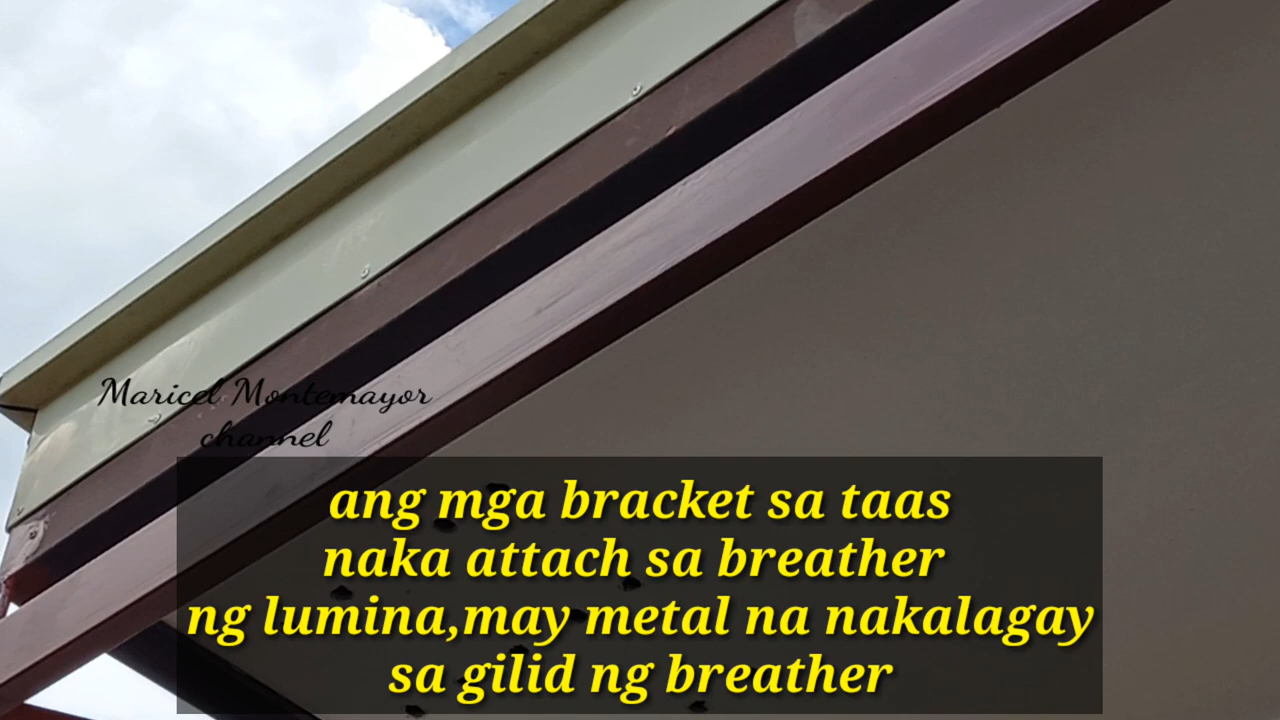 Maricel Montemayor
channel
ang mga bracket sa taas
naka attach sa breather
ng lumina,may metal na nakalagay
sa gilid ng breather